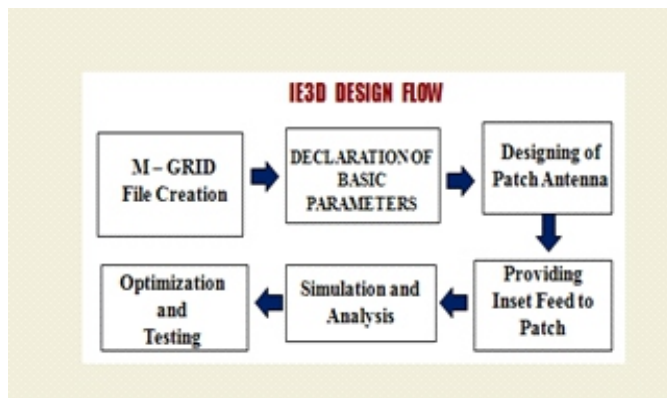 IE3D DESIGN FLOW
M – GRID
File Creation
DECLARATION OF
BASIC
PARAMETERS
Designing of
Patch Antenna
Providing
Inset Feed to
Patch
Simulation and
Analysis
Optimization
and
Testing